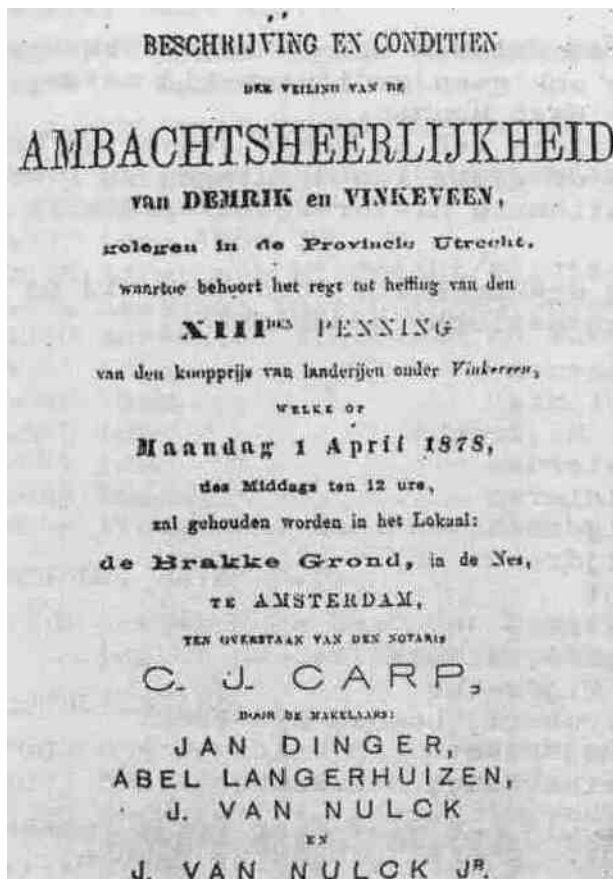 BESCHRIJVING EN CONDITIEN
DER VEILING VAN DE
AMBACHTSHEERLIJKHEID
van DEMRIK en VINKEVEEN,
gelegen in de Provincie Utrecht,
waartoe behoort het regt tot heffing van den
XIIIDES PENNING
van den koopprijs van landerijen onder Vinkeveen,
WELKE OP
Maandag 1 April 1878,
des Middags ten 12 ure,
zal gehouden worden in het Lokaal:
de Brakke Grond, in de Nes,
TE AMSTERDAM,
TEN OVERSTAAN VAN DEN NOTARIS
C. J. CARP,
DOOR DE MAKELAARS:
JAN DINGER,
ABEL LANGERHUIZEN,
J. VAN NULCK
EN
J. VAN NULCK JR.